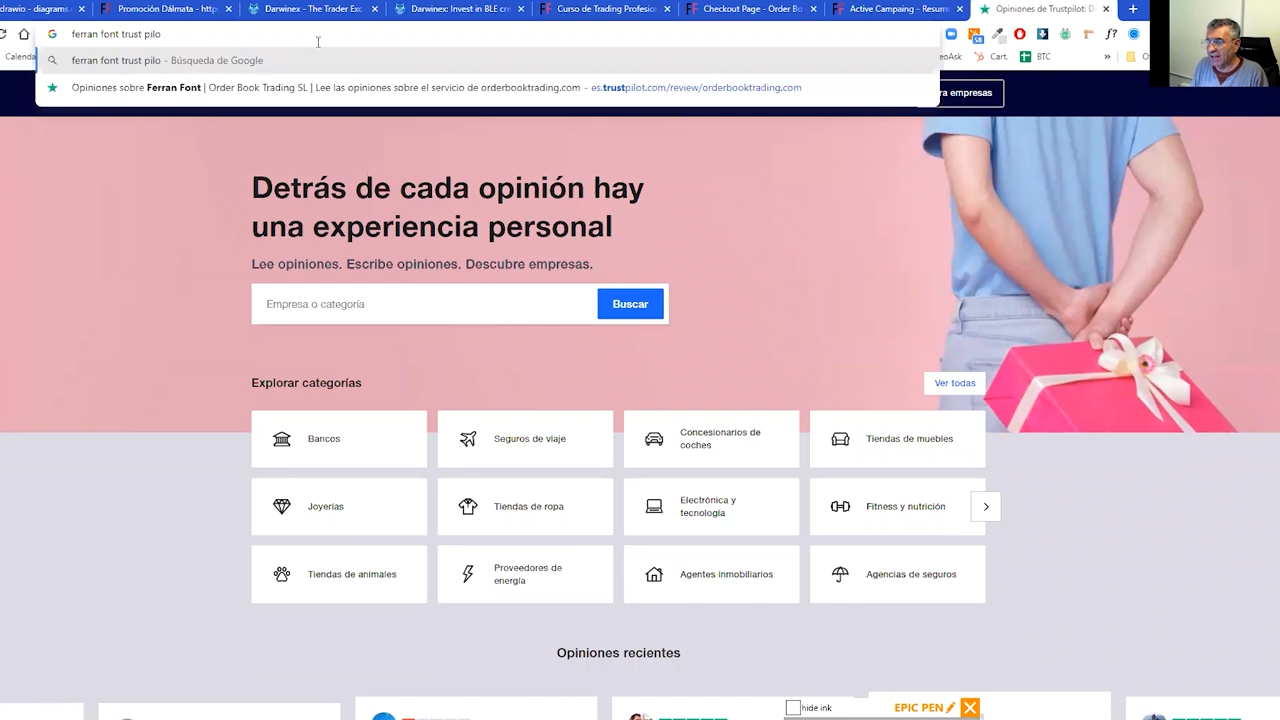 drawio - diagrams.
Promoción Dálmata - http
Darwinex - The Trader Exc
Darwinex: Invest in BLE cre
Curso de Trading Profesion
Checkout Page - Order Bo
Active Campaing - Resume
Opiniones de Trustpilot: D
ferran font trust pilo
ferran font trust pilo - Búsqueda de Google
Opiniones sobre Ferran Font | Order Book Trading SL | Lee las opiniones sobre el servicio de orderbooktrading.com - es.trustpilot.com/review/orderbooktrading.com
Calenda
eoAsk
Cart.
BTC
ra empresas
Detrás de cada opinión hay
una experiencia personal
Lee opiniones. Escribe opiniones. Descubre empresas.
Empresa o categoría
Buscar
Explorar categorías
Ver todas
Bancos
Seguros de viaje
Concesionarios de
coches
Tiendas de muebles
Joyerías
Tiendas de ropa
Electrónica y
tecnología
Fitness y nutrición
Tiendas de animales
Proveedores de
energía
Agentes inmobiliarios
Agencias de seguros
Opiniones recientes
hide ink
EPIC PEN